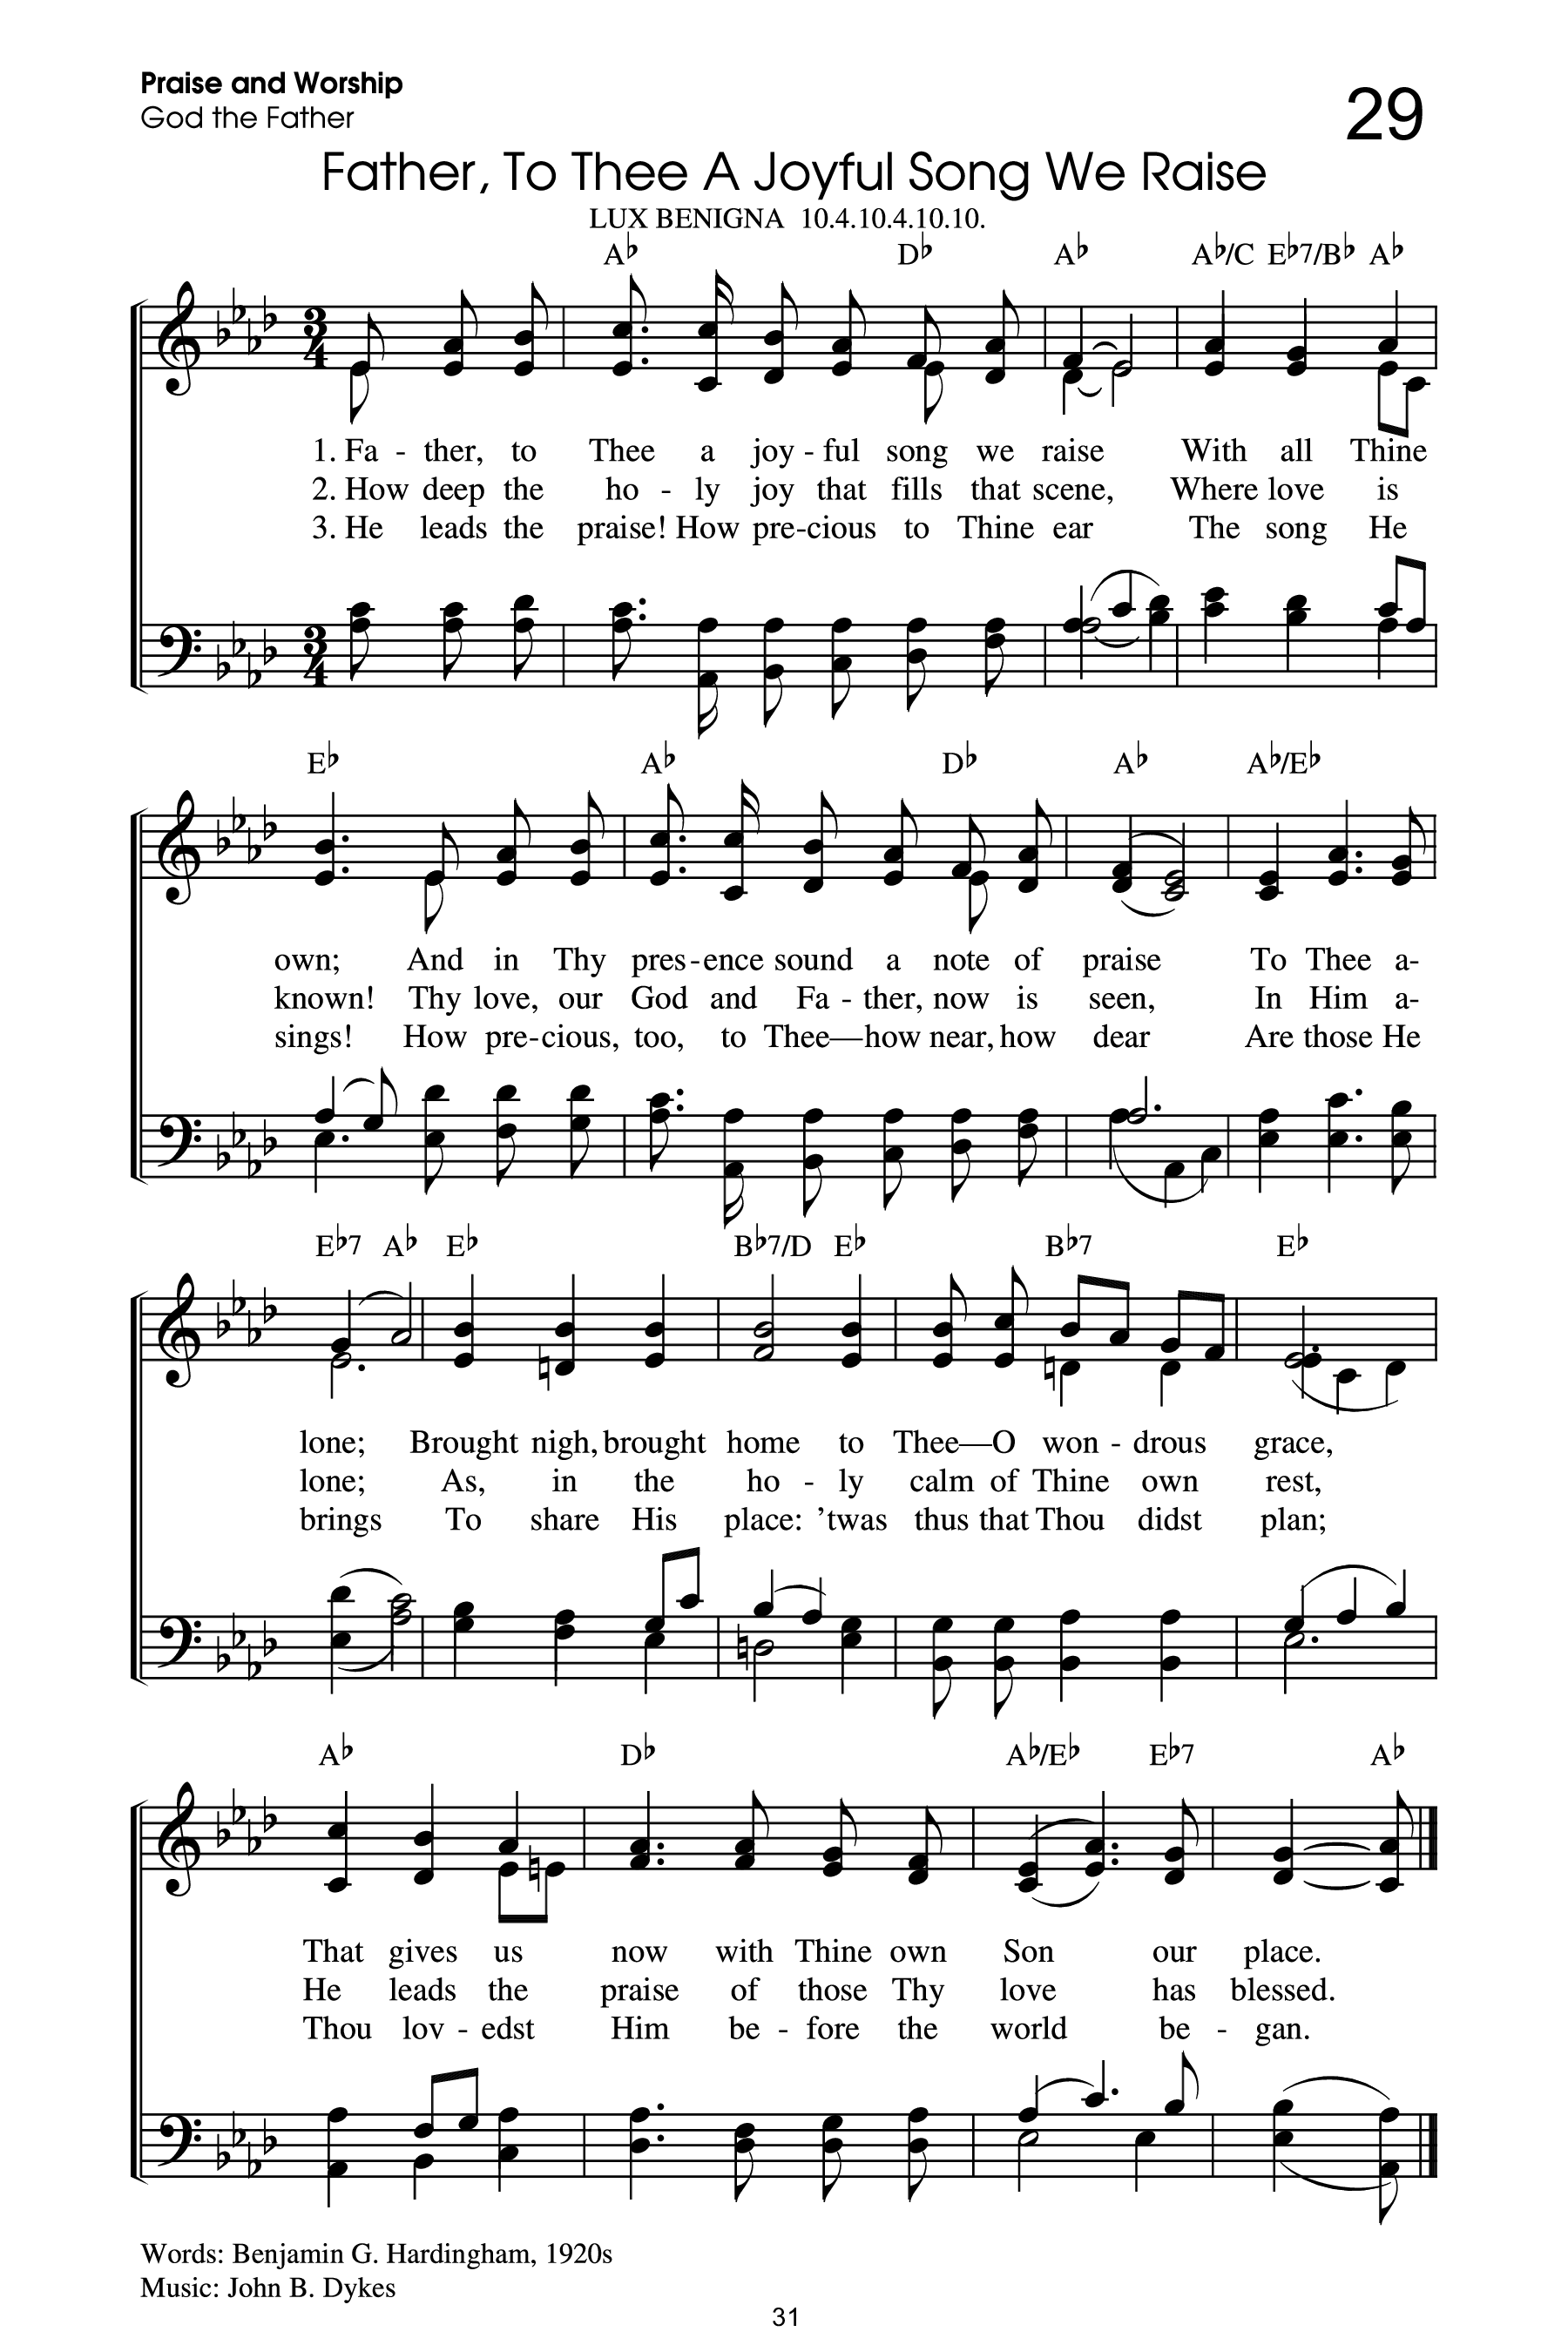 Praise and Worship
God the Father
29
Father, To Thee A Joyful Song We Raise
LUX BENIGNA 10.4.10.4.10.10.
A♭ D♭ A♭ A♭/C E♭7/B♭ A♭
1. Fa - ther, to Thee a joy - ful song we raise With all Thine
2. How deep the ho - ly joy that fills that scene, Where love is
3. He leads the praise! How pre-cious to Thine ear The song He
E♭ A♭ D♭ A♭ A♭/E♭
own; And in Thy pres-ence sound a note of praise To Thee a-
known! Thy love, our God and Fa - ther, now is seen, In Him a-
sings! How pre-cious, too, to Thee—how near, how dear Are those He
E♭7 A♭ E♭ B♭7/D E♭ B♭7 E♭
lone; Brought nigh, brought home to Thee—O won - drous grace,
lone; As, in the ho - ly calm of Thine own rest,
brings To share His place: ’twas thus that Thou didst plan;
A♭ D♭ A♭/E♭ E♭7 A♭
That gives us now with Thine own Son our place.
He leads the praise of those Thy love has blessed.
Thou lov - edst Him be - fore the world be - gan.
Words: Benjamin G. Hardingham, 1920s
Music: John B. Dykes
31